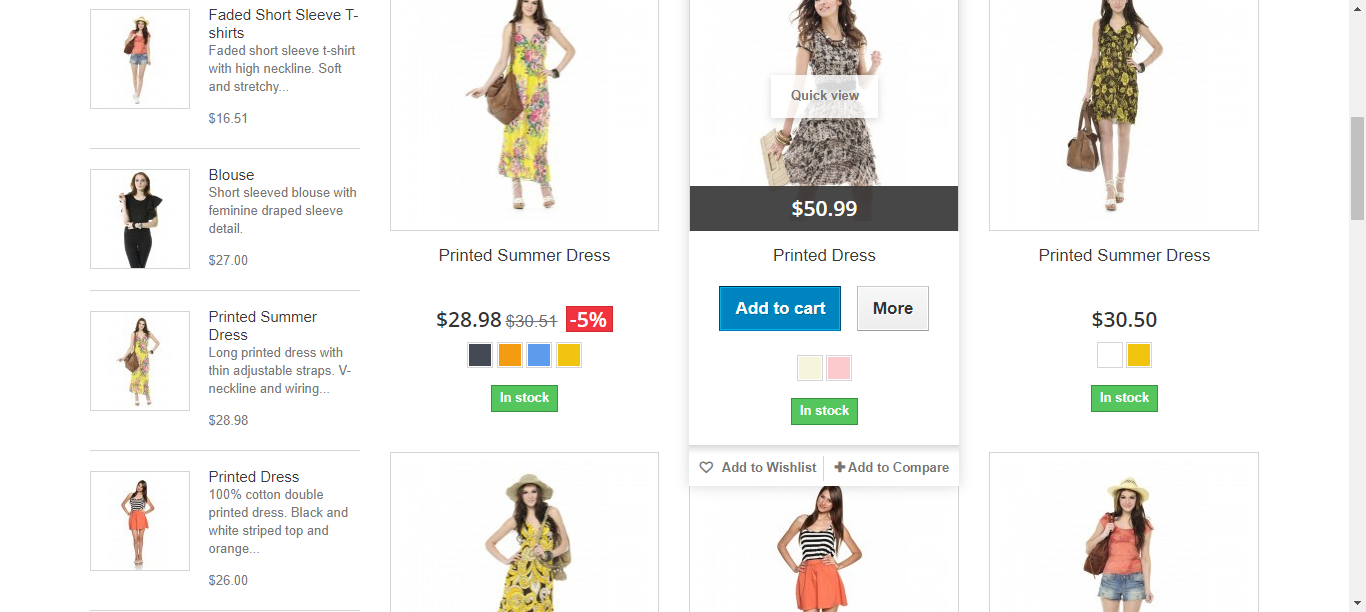 Faded Short Sleeve T-
shirts
Faded short sleeve t-shirt
with high neckline. Soft
and stretchy...
$16.51
Blouse
Short sleeved blouse with
feminine draped sleeve
detail.
$27.00
Printed Summer
Dress
Long printed dress with
thin adjustable straps. V-
neckline and wiring...
$28.98
Printed Dress
100% cotton double
printed dress. Black and
white striped top and
orange...
$26.00
Printed Summer Dress
$28.98 $30.51 -5%
In stock
Quick view
$50.99
Printed Dress
Add to cart More
In stock
Add to Wishlist Add to Compare
Printed Summer Dress
$30.50
In stock